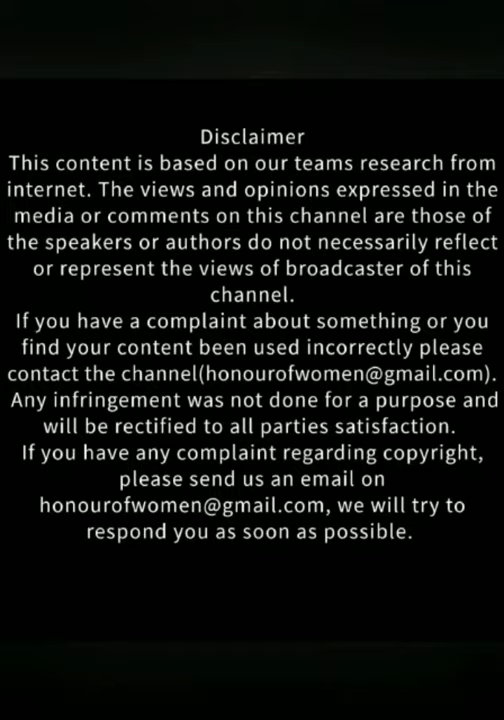 Disclaimer
This content is based on our teams research from
internet. The views and opinions expressed in the
media or comments on this channel are those of
the speakers or authors do not necessarily reflect
or represent the views of broadcaster of this
channel.
If you have a complaint about something or you
find your content been used incorrectly please
contact the channel(honourofwomen@gmail.com).
Any infringement was not done for a purpose and
will be rectified to all parties satisfaction.
If you have any complaint regarding copyright,
please send us an email on
honourofwomen@gmail.com, we will try to
respond you as soon as possible.